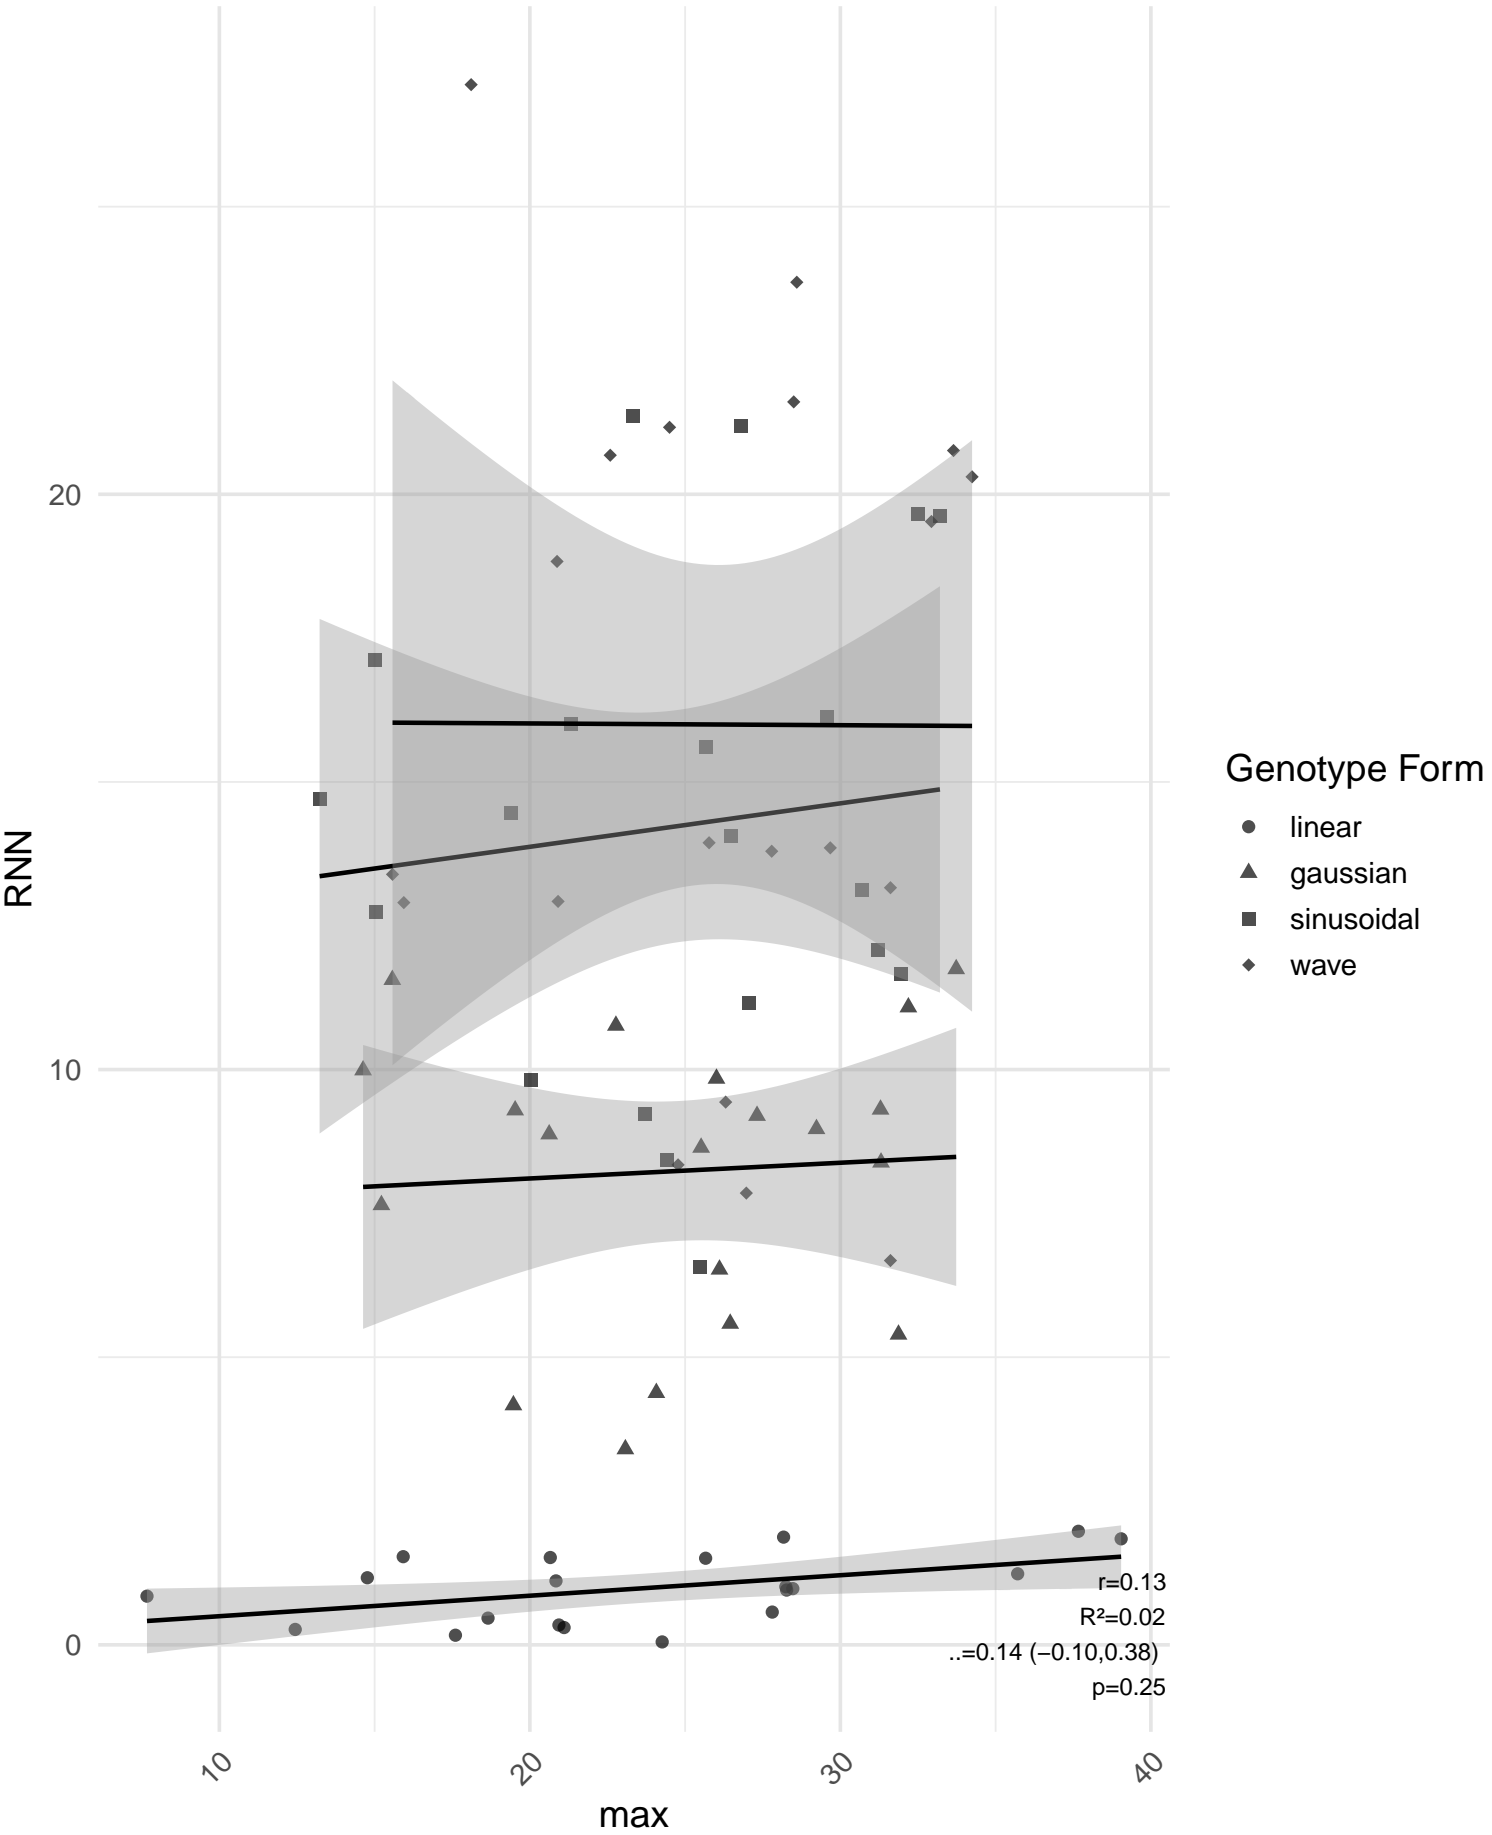 20
10
0
RNN
10
20
30
40
max
r=0.13
R²=0.02
..=0.14 (−0.10,0.38)
p=0.25
Genotype Form
linear
gaussian
sinusoidal
wave